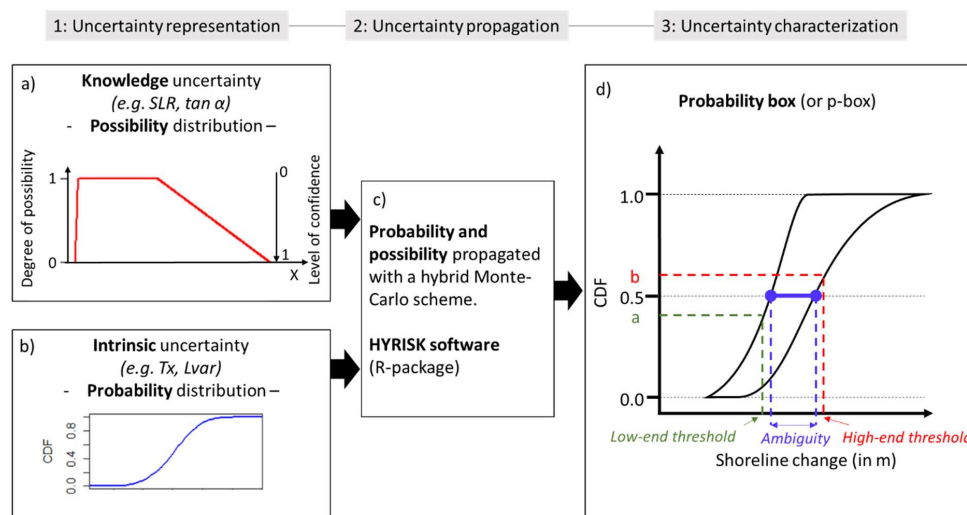 1: Uncertainty representation
2: Uncertainty propagation
3: Uncertainty characterization
a)
Knowledge uncertainty
(e.g. SLR, tan α)
- Possibility distribution –
Degree of possibility
1
0
0
1
Level of confidence
X
b)
Intrinsic uncertainty
(e.g. Tx, Lvar)
- Probability distribution –
CDF
0.0 0.4 0.8
c)
Probability and
possibility propagated
with a hybrid Monte-
Carlo scheme.
HYRISK software
(R-package)
d)
Probability box (or p-box)
1.0
b
0.5
CDF
a
0.0
Low-end threshold
Ambiguity
High-end threshold
Shoreline change (in m)